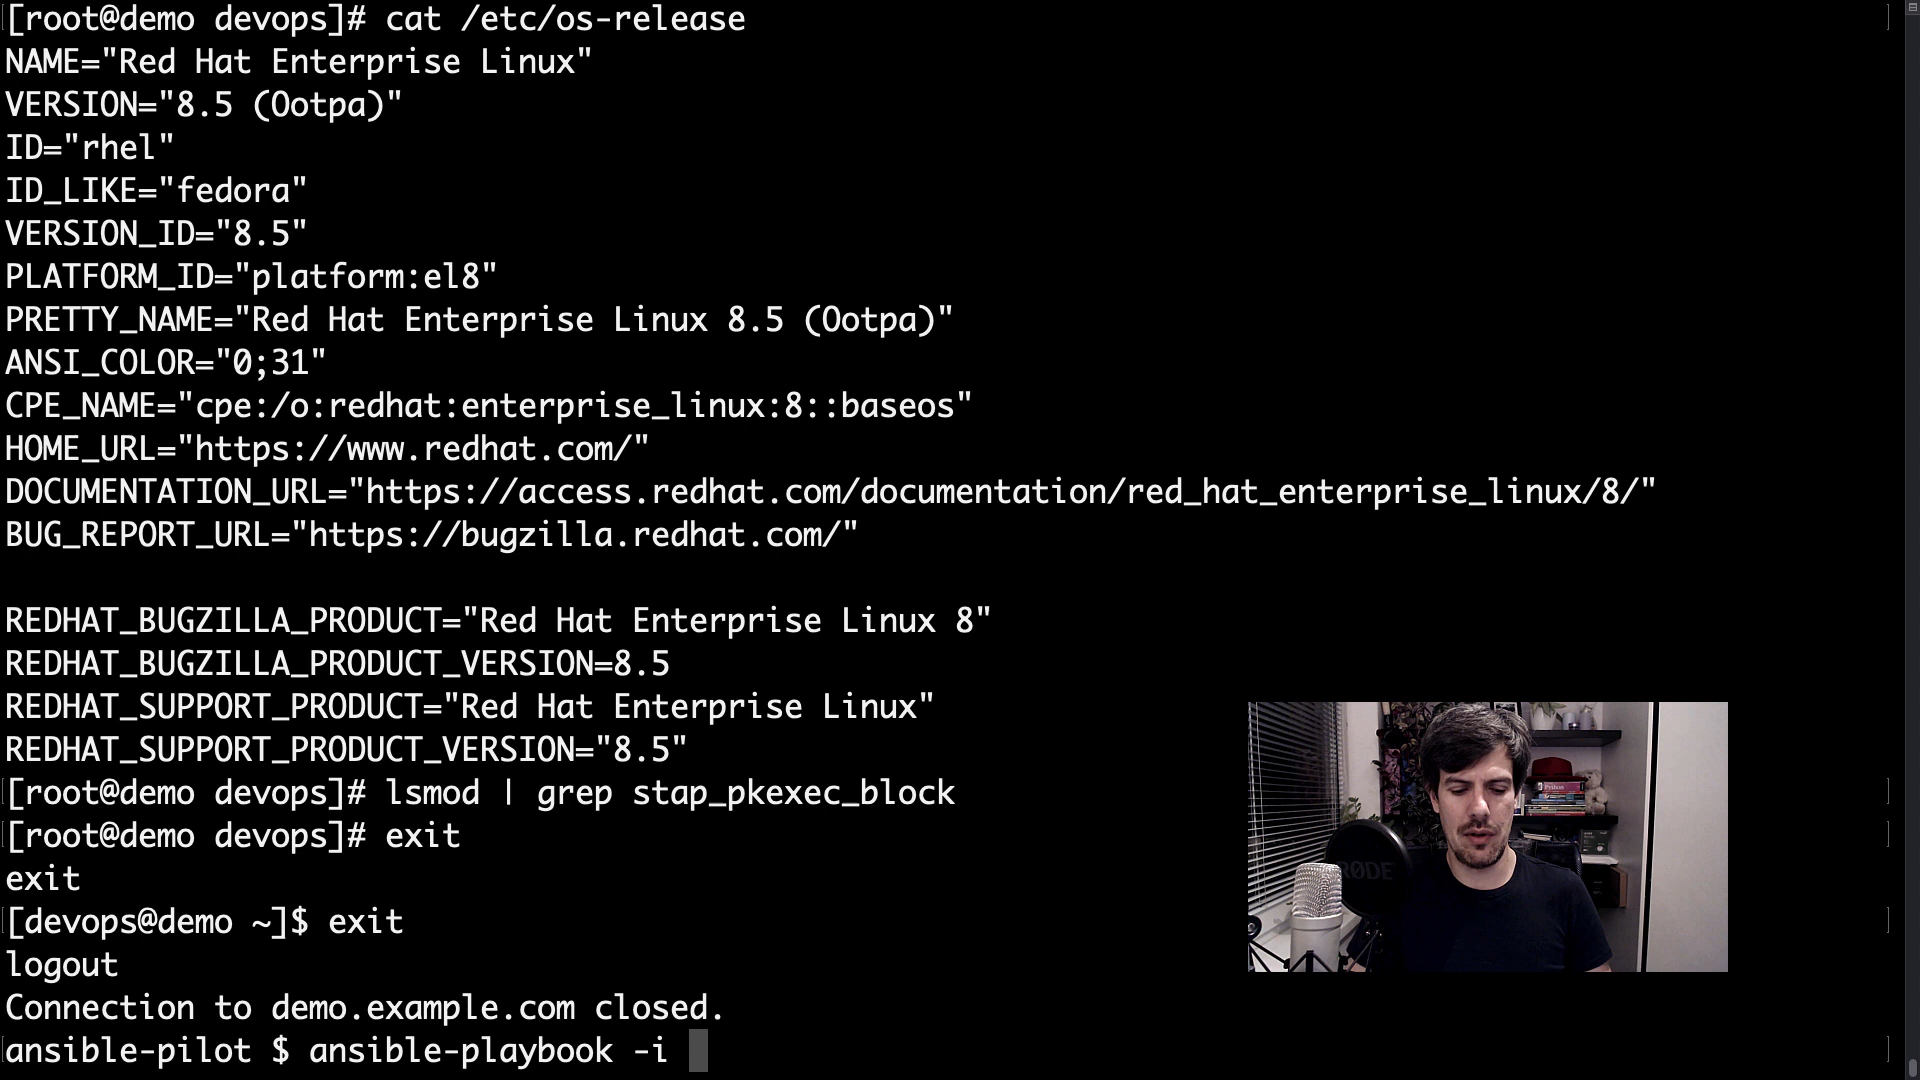 [root@demo devops]# cat /etc/os-release
NAME="Red Hat Enterprise Linux"
VERSION="8.5 (Ootpa)"
ID="rhel"
ID_LIKE="fedora"
VERSION_ID="8.5"
PLATFORM_ID="platform:el8"
PRETTY_NAME="Red Hat Enterprise Linux 8.5 (Ootpa)"
ANSI_COLOR="0;31"
CPE_NAME="cpe:/o:redhat:enterprise_linux:8::baseos"
HOME_URL="https://www.redhat.com/"
DOCUMENTATION_URL="https://access.redhat.com/documentation/red_hat_enterprise_linux/8/"
BUG_REPORT_URL="https://bugzilla.redhat.com/"
REDHAT_BUGZILLA_PRODUCT="Red Hat Enterprise Linux 8"
REDHAT_BUGZILLA_PRODUCT_VERSION=8.5
REDHAT_SUPPORT_PRODUCT="Red Hat Enterprise Linux"
REDHAT_SUPPORT_PRODUCT_VERSION="8.5"
[root@demo devops]# lsmod | grep stap_pkexec_block
[root@demo devops]# exit
exit
[devops@demo ~]$ exit
logout
Connection to demo.example.com closed.
ansible-pilot $ ansible-playbook -i
RØDE
Python